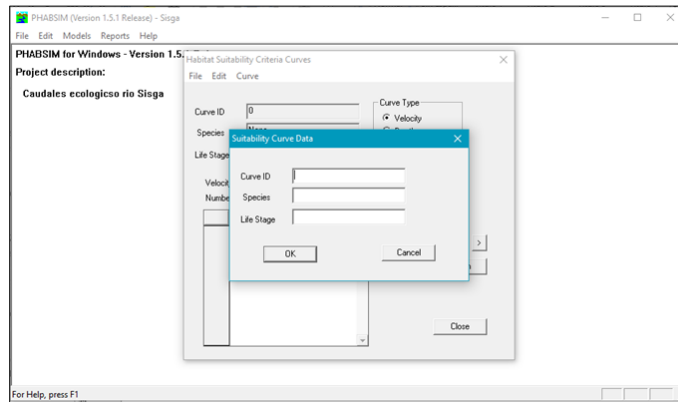 PHABSIM (Version 1.5.1 Release) - Sisga
File Edit Models Reports Help
PHABSIM for Windows - Version 1.5.
Project description:
Caudales ecologicso rio Sisga
Habitat Suitability Criteria Curves
File Edit Curve
Curve ID 0
Curve Type
Velocity
Species
Life Stage
Velocit
Numbe
Suitability Curve Data
Curve ID
Species
Life Stage
OK Cancel
>
Close
For Help, press F1